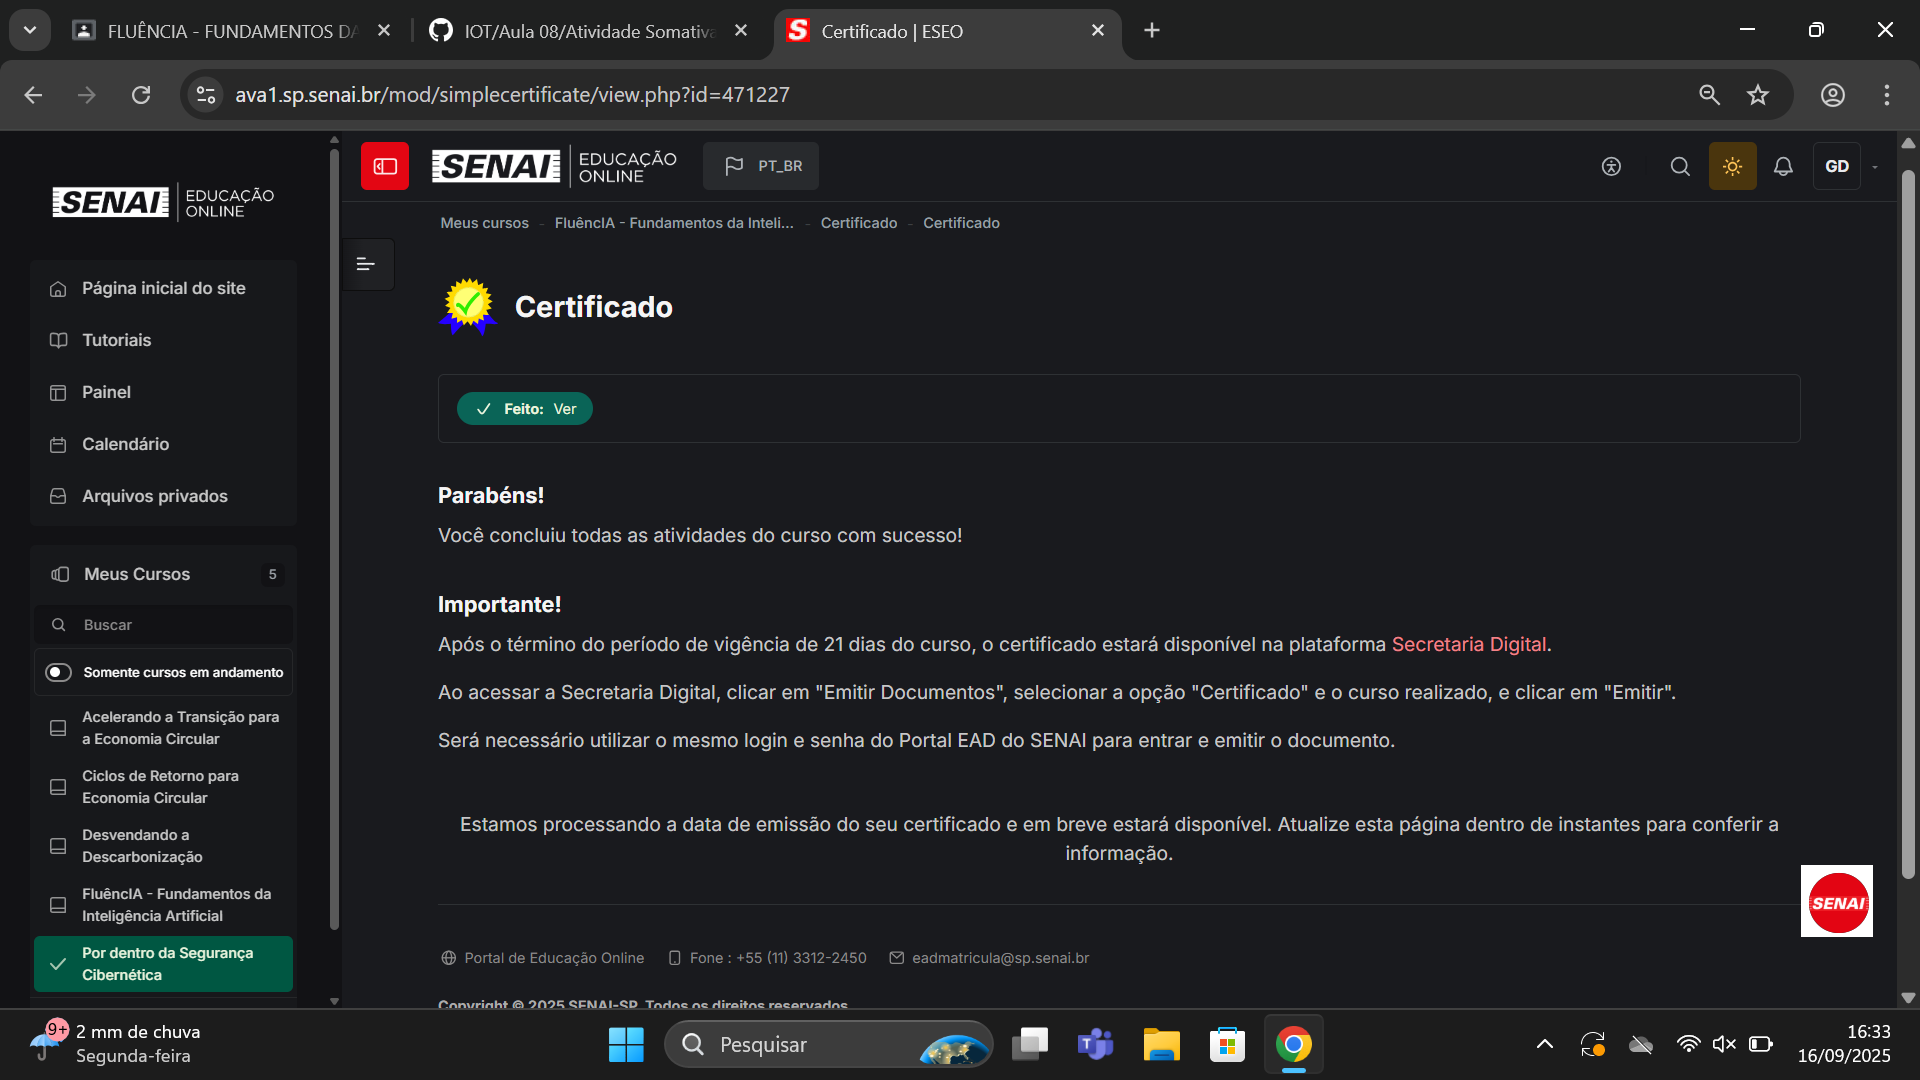 FLUÊNCIA - FUNDAMENTOS DA
IOT/Aula 08/Atividade Somativa
Certificado | ESEO
ava1.sp.senai.br/mod/simplecertificate/view.php?id=471227
SENAI EDUCAÇÃO ONLINE
Página inicial do site
Tutoriais
Painel
Calendário
Arquivos privados
Meus Cursos 5
Buscar
Somente cursos em andamento
Acelerando a Transição para
a Economia Circular
Ciclos de Retorno para
Economia Circular
Desvendando a
Descarbonização
FluêncIA - Fundamentos da
Inteligência Artificial
Por dentro da Segurança
Cibernética
SENAI EDUCAÇÃO ONLINE
PT_BR
GD
Meus cursos - FluêncIA - Fundamentos da Inteli... - Certificado - Certificado
Certificado
Feito: Ver
Parabéns!
Você concluiu todas as atividades do curso com sucesso!
Importante!
Após o término do período de vigência de 21 dias do curso, o certificado estará disponível na plataforma Secretaria Digital.
Ao acessar a Secretaria Digital, clicar em "Emitir Documentos", selecionar a opção "Certificado" e o curso realizado, e clicar em "Emitir".
Será necessário utilizar o mesmo login e senha do Portal EAD do SENAI para entrar e emitir o documento.
Estamos processando a data de emissão do seu certificado e em breve estará disponível. Atualize esta página dentro de instantes para conferir a
informação.
SENAI
Portal de Educação Online Fone : +55 (11) 3312-2450 eadmatricula@sp.senai.br
Copyright © 2025 SENAI-SP. Todos os direitos reservados
9+
2 mm de chuva
Segunda-feira
Pesquisar
16:33
16/09/2025